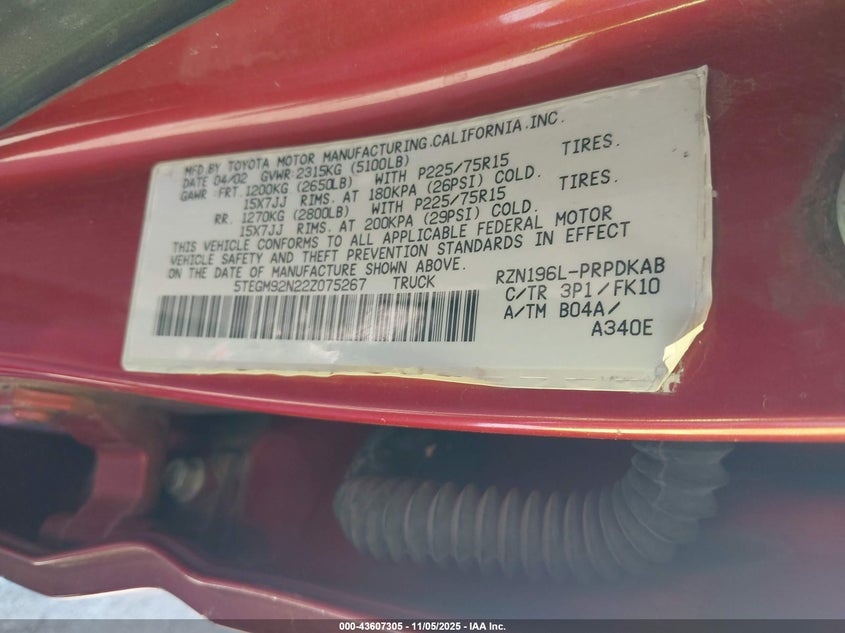 MFD.BY TOYOTA MOTOR MANUFACTURING.CALIFORNIA.INC.
DATE 04/02 GVWR 2315KG (5100LB)
GAWR FRT. 1200KG (2650LB) WITH P225/75R15 TIRES.
15X7JJ RIMS. AT 180KPA (26PSI) COLD.
RR. 1270KG (2800LB) WITH P225/75R15 TIRES.
15X7JJ RIMS. AT 200KPA (29PSI) COLD.
THIS VEHICLE CONFORMS TO ALL APPLICABLE FEDERAL MOTOR
VEHICLE SAFETY AND THEFT PREVENTION STANDARDS IN EFFECT
ON THE DATE OF MANUFACTURE SHOWN ABOVE.
5TEGM92N22Z075267 TRUCK
RZN196L-PRPDKAB
C/TR 3P1/FK10
A/TM B04A/
A340E
000-43607305 - 11/05/2025 - IAA Inc.